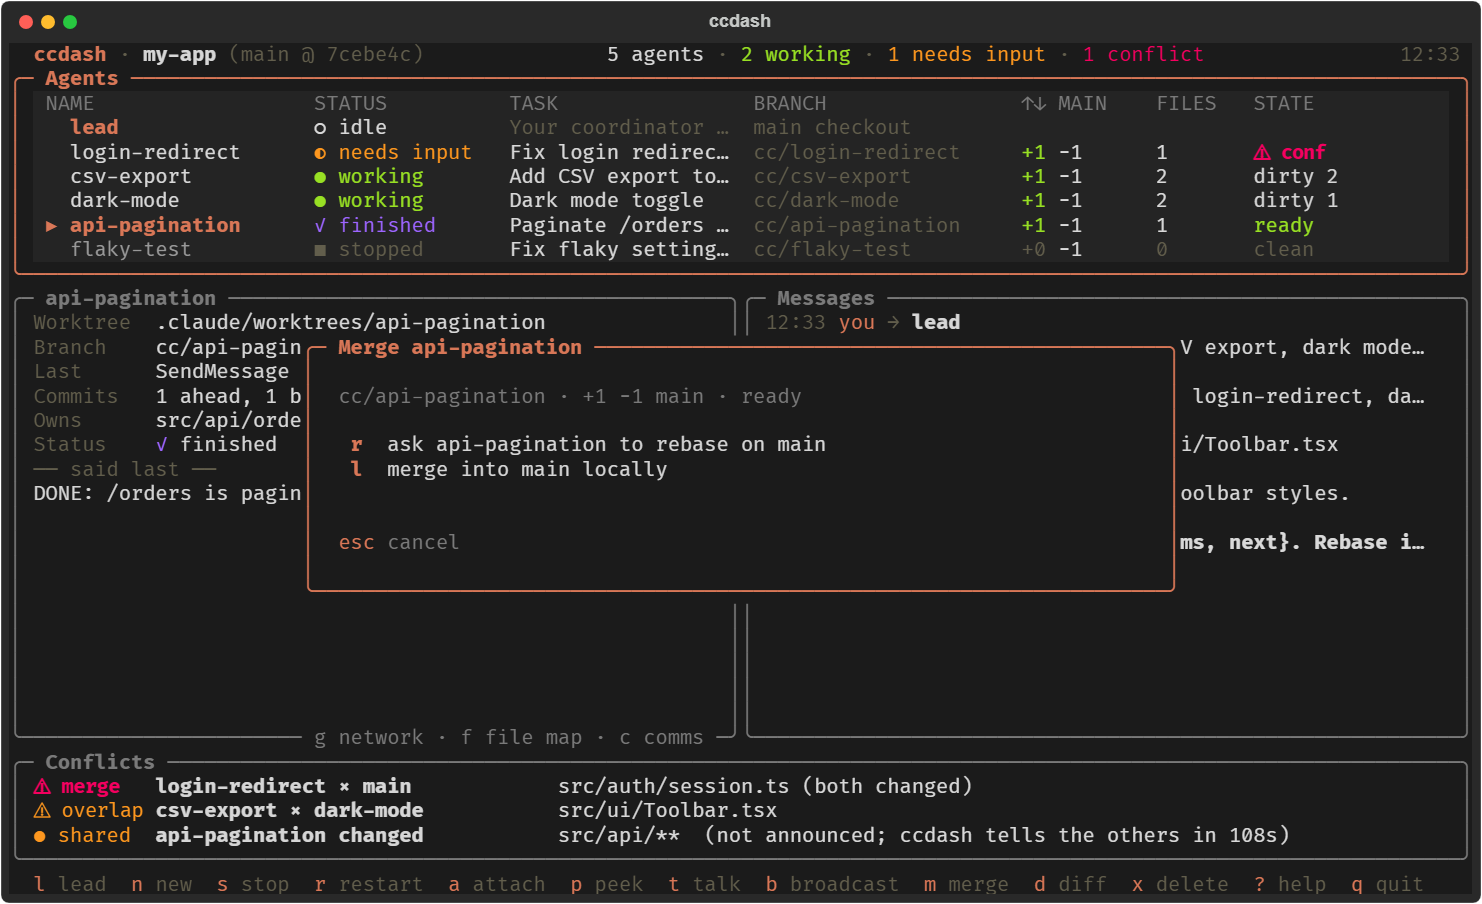 ccdash
ccdash · my-app (main @ 7cebe4c) 5 agents · 2 working · 1 needs input · 1 conflict 12:33
Agents
NAME STATUS TASK BRANCH ↑↓ MAIN FILES STATE
lead ○ idle Your coordinator … main checkout
login-redirect ◐ needs input Fix login redirec… cc/login-redirect +1 -1 1 ⚠ conf
csv-export ● working Add CSV export to… cc/csv-export +1 -1 2 dirty 2
dark-mode ● working Dark mode toggle cc/dark-mode +1 -1 2 dirty 1
▶ api-pagination √ finished Paginate /orders … cc/api-pagination +1 -1 1 ready
flaky-test ■ stopped Fix flaky setting… cc/flaky-test +0 -1 0 clean
api-pagination
Worktree .claude/worktrees/api-pagination
Branch cc/api-pagin
Last SendMessage
Commits 1 ahead, 1 b
Owns src/api/orde
Status √ finished
── said last ──
DONE: /orders is pagin
g network · f file map · c comms
Messages
12:33 you → lead
V export, dark mode…
login-redirect, da…
i/Toolbar.tsx
oolbar styles.
ms, next}. Rebase i…
Merge api-pagination
cc/api-pagination · +1 -1 main · ready
r ask api-pagination to rebase on main
l merge into main locally
esc cancel
Conflicts
⚠ merge login-redirect × main src/auth/session.ts (both changed)
⚠ overlap csv-export × dark-mode src/ui/Toolbar.tsx
● shared api-pagination changed src/api/** (not announced; ccdash tells the others in 108s)
l lead n new s stop r restart a attach p peek t talk b broadcast m merge d diff x delete ? help q quit